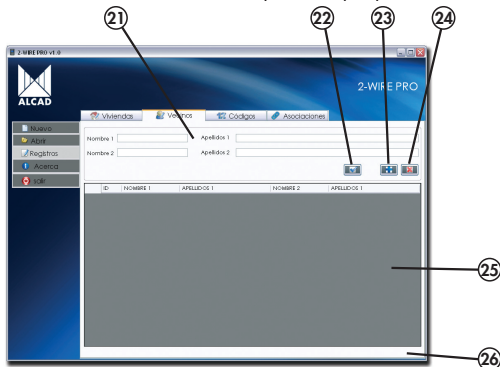 21
22
23
24
2-WIRE PRO v1.0
2-WIRE PRO
ALCAD
Viviendas
Vecinos
Códigos
Asociaciones
Nuevo
Abrir
Registros
Acerca
salir
Nombre 1
Apellidos 1
Nombre 2
Apellidos 2
ID NOMBRE 1 APELLIDOS 1 NOMBRE 2 APELLIDOS 1
25
26